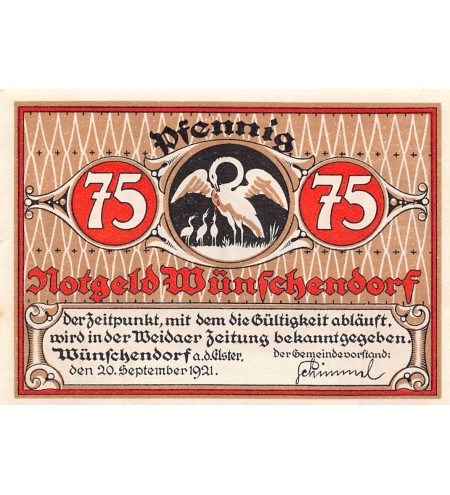 Pfennig
75 75
Notgeld Wünschendorf
der Zeitpunkt, mit dem die Gültigkeit abläuft,
wird in der Weidaer Zeitung bekanntgegeben.
Wünschendorf a.d. Elster, der Gemeindevorstand:
den 20. September 1921. Schimmel